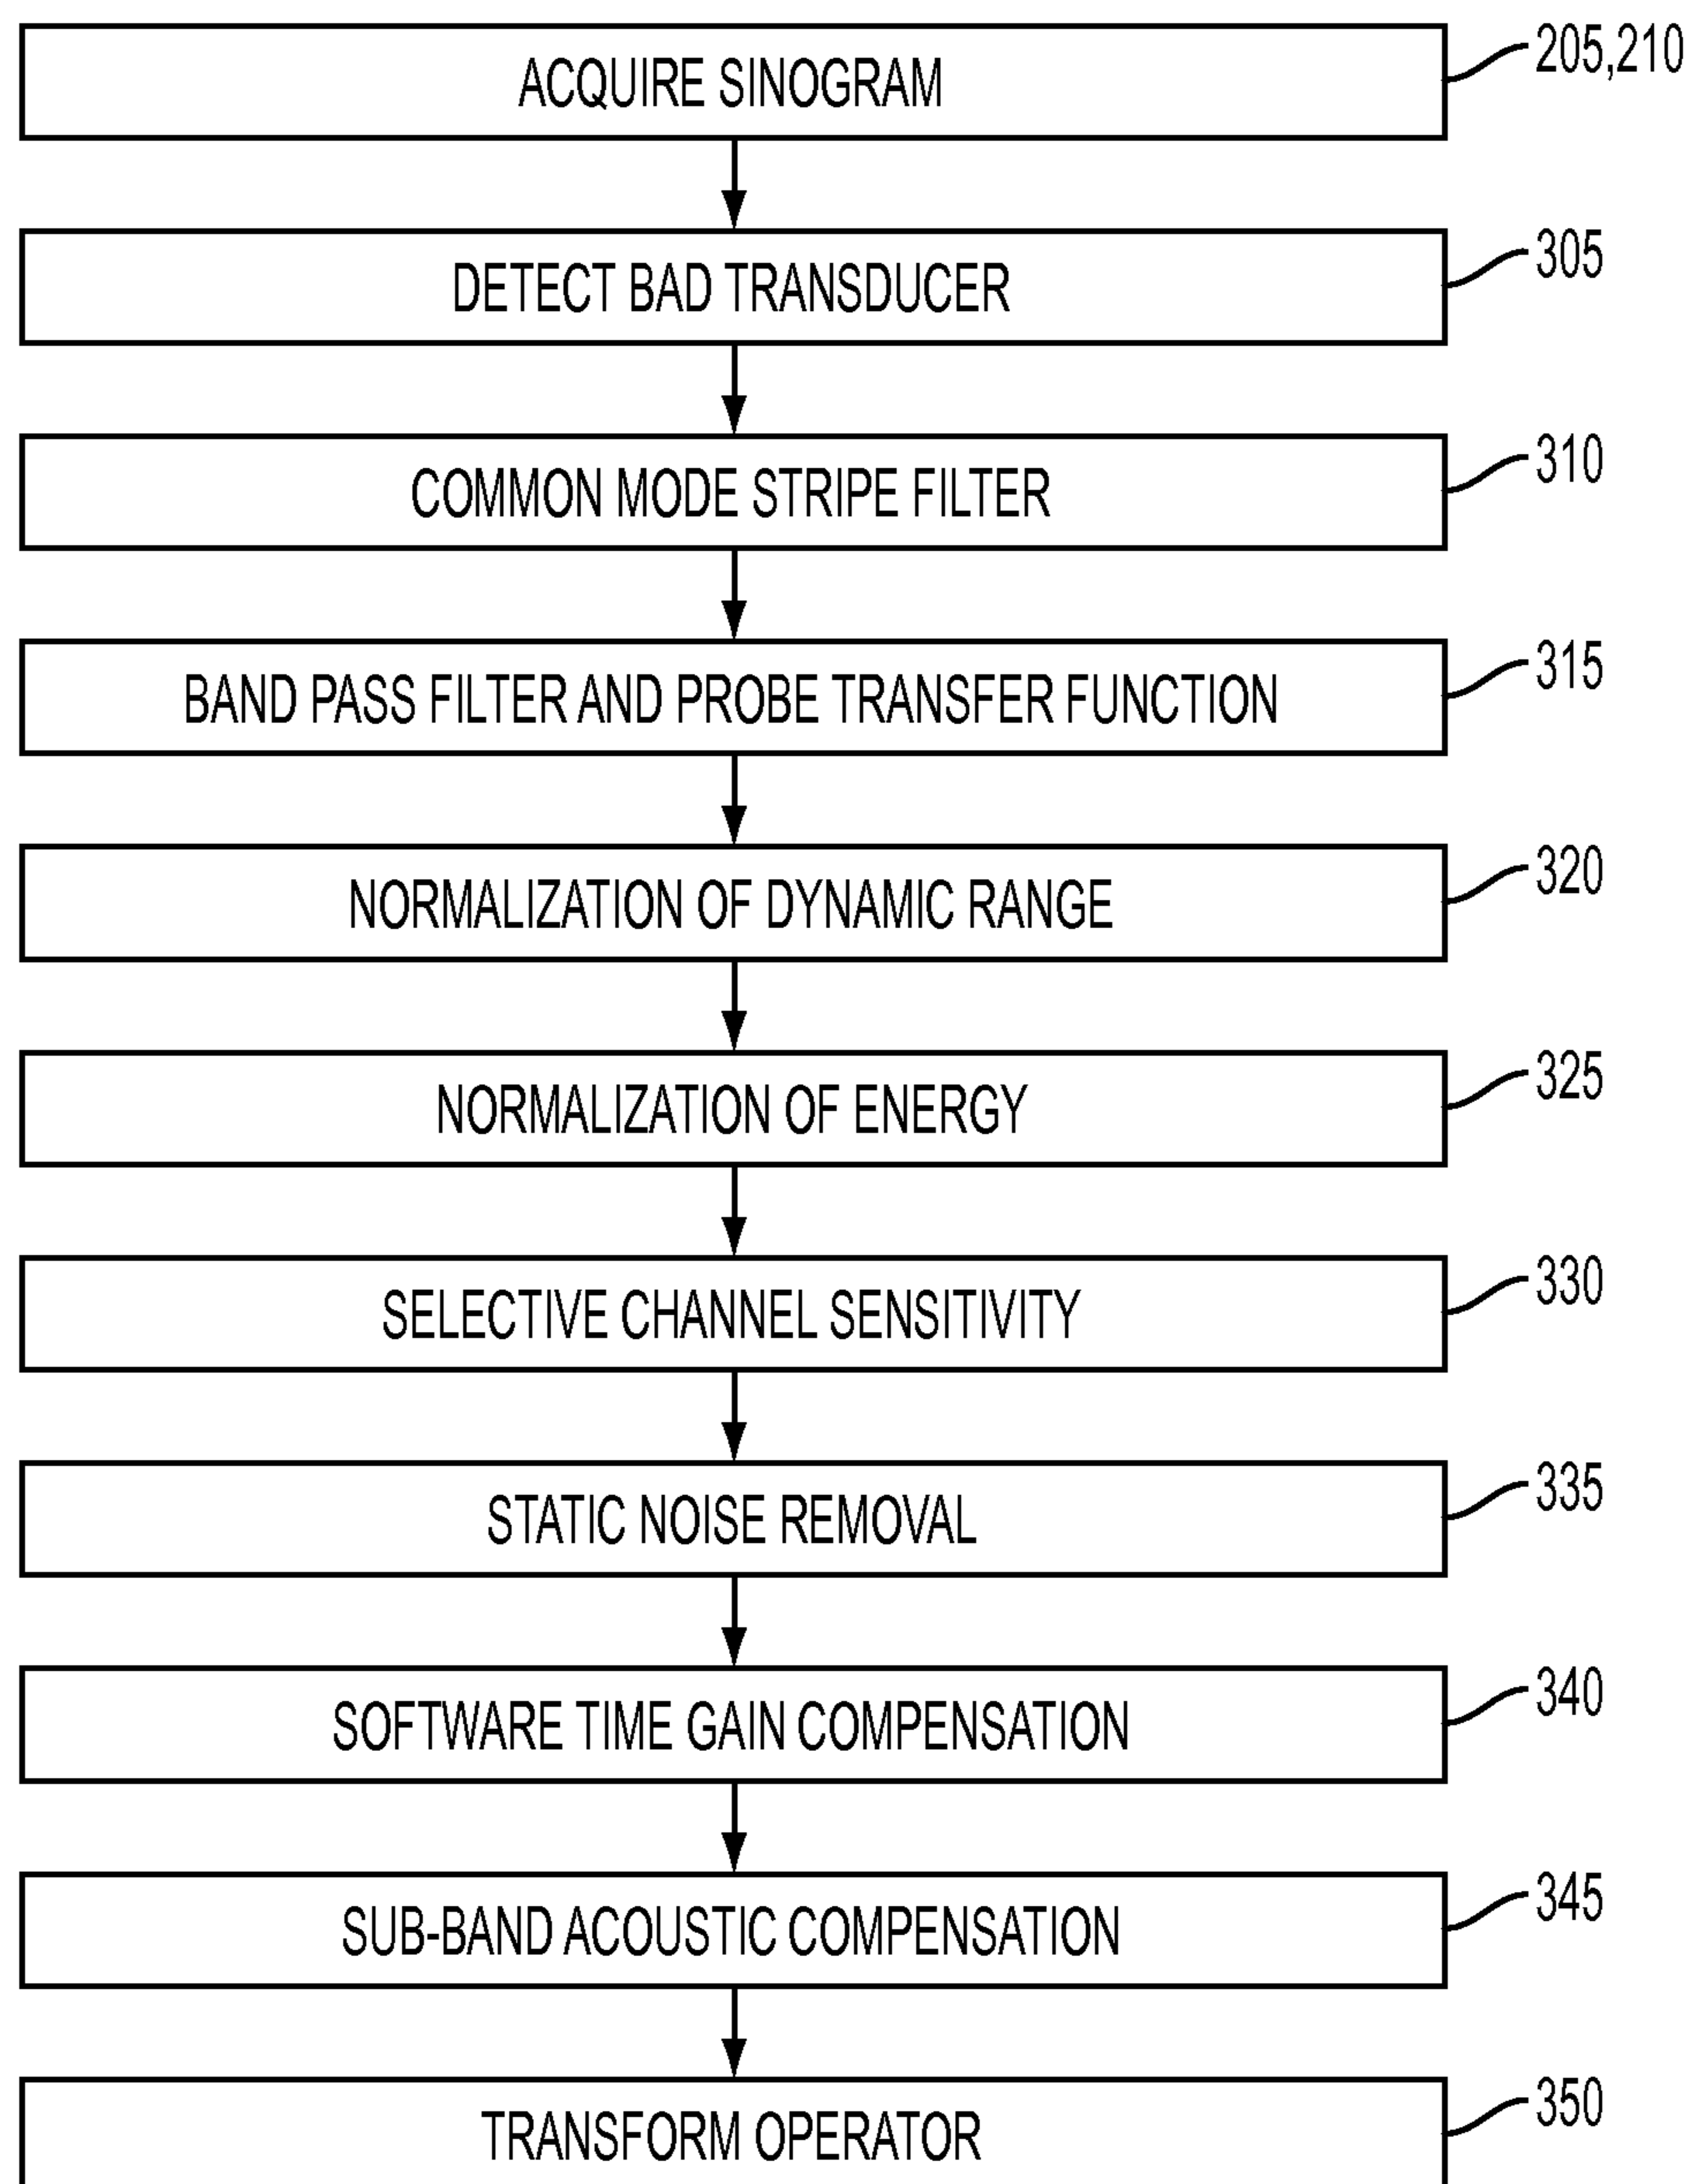 ACQUIRE SINOGRAM 205,210
DETECT BAD TRANSDUCER 305
COMMON MODE STRIPE FILTER 310
BAND PASS FILTER AND PROBE TRANSFER FUNCTION 315
NORMALIZATION OF DYNAMIC RANGE 320
NORMALIZATION OF ENERGY 325
SELECTIVE CHANNEL SENSITIVITY 330
STATIC NOISE REMOVAL 335
SOFTWARE TIME GAIN COMPENSATION 340
SUB-BAND ACOUSTIC COMPENSATION 345
TRANSFORM OPERATOR 350